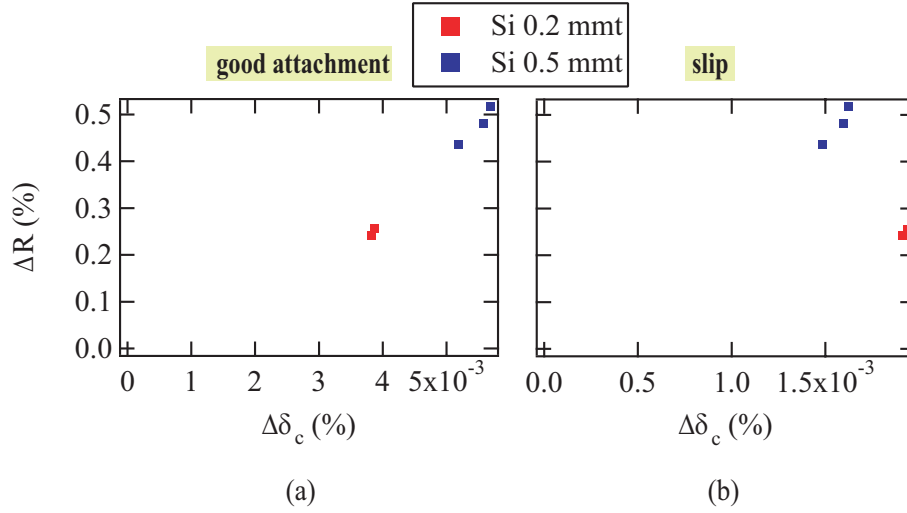 Si 0.2 mmt
Si 0.5 mmt
good attachment
slip
ΔR (%)
0.5
0.4
0.3
0.2
0.1
0.0
0 1 2 3 4 5x10⁻³
Δδc (%)
0.0 0.5 1.0 1.5x10⁻³
Δδc (%)
(a)
(b)